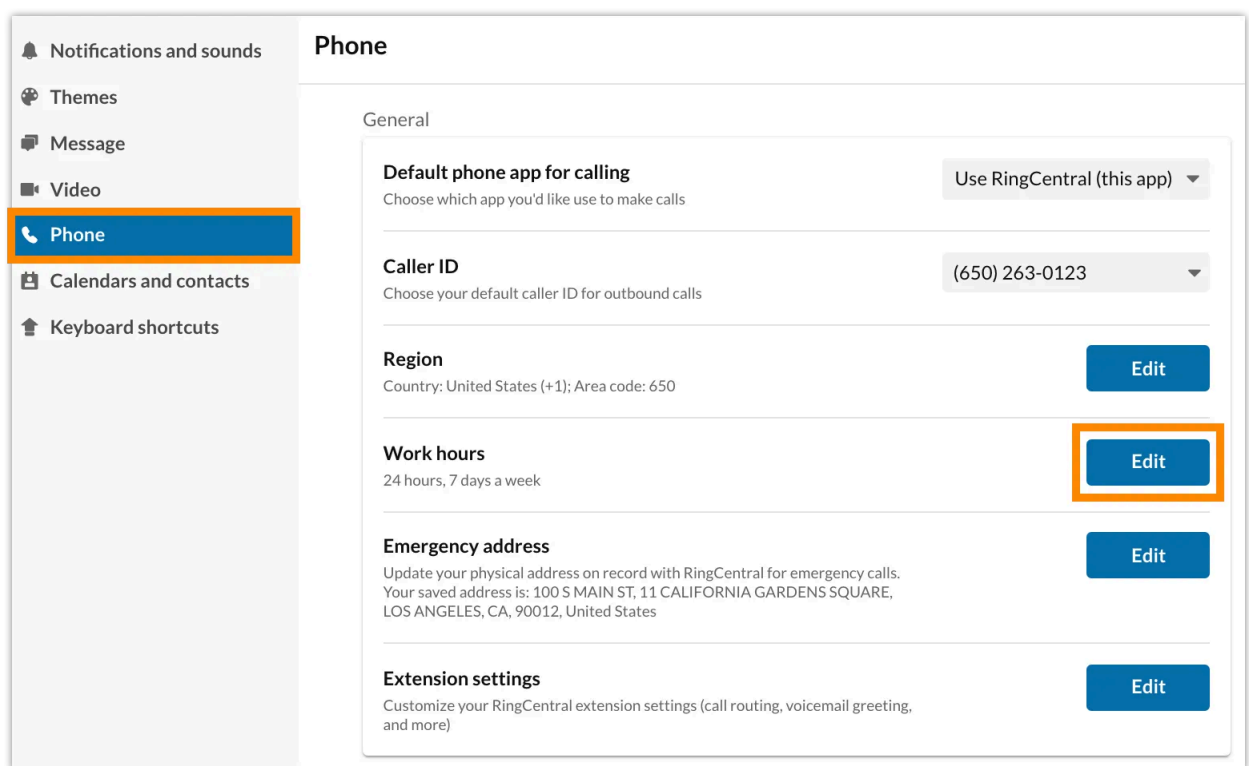 Notifications and sounds
Themes
Message
Video
Phone
Calendars and contacts
Keyboard shortcuts
Phone
General
Default phone app for calling
Choose which app you'd like use to make calls
Use RingCentral (this app)
Caller ID
Choose your default caller ID for outbound calls
(650) 263-0123
Region
Country: United States (+1); Area code: 650
Edit
Work hours
24 hours, 7 days a week
Edit
Emergency address
Update your physical address on record with RingCentral for emergency calls.
Your saved address is: 100 S MAIN ST, 11 CALIFORNIA GARDENS SQUARE,
LOS ANGELES, CA, 90012, United States
Edit
Extension settings
Customize your RingCentral extension settings (call routing, voicemail greeting,
and more)
Edit